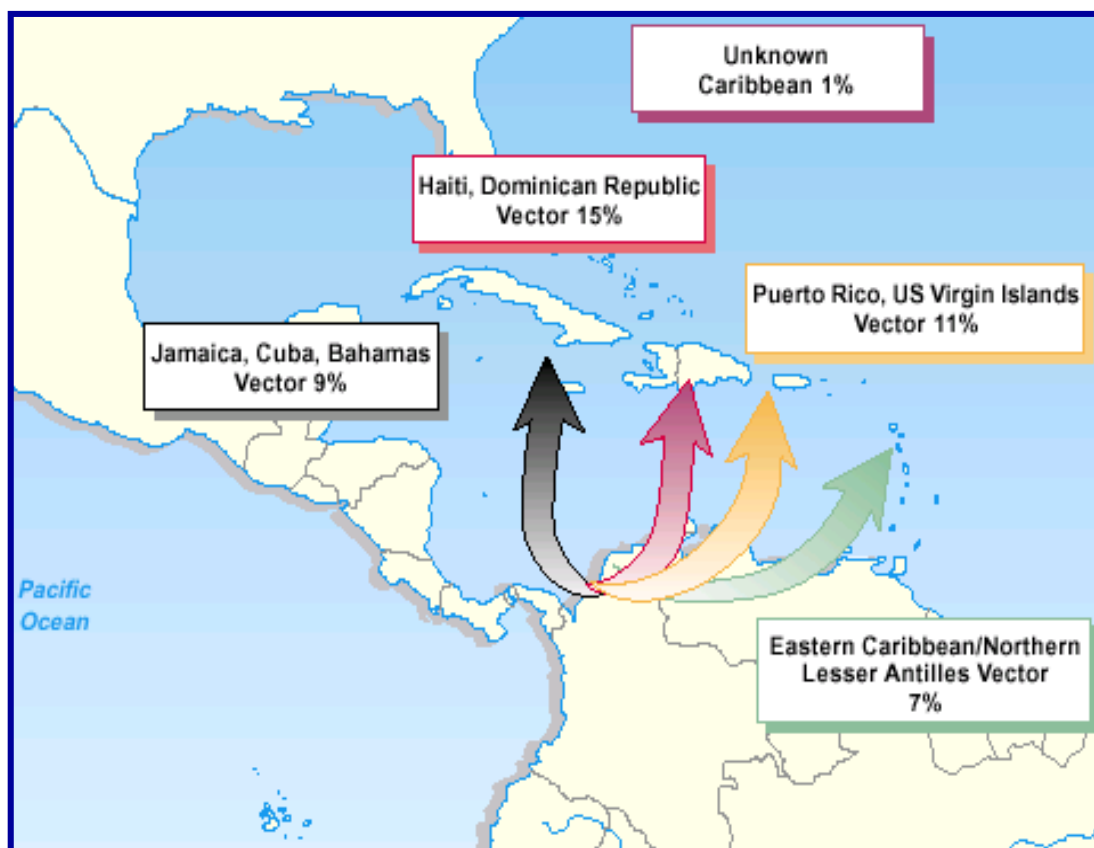 Unknown
Caribbean 1%
Haiti, Dominican Republic
Vector 15%
Puerto Rico, US Virgin Islands
Vector 11%
Jamaica, Cuba, Bahamas
Vector 9%
Pacific
Ocean
Eastern Caribbean/Northern
Lesser Antilles Vector
7%